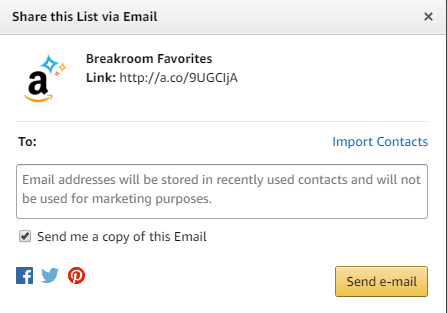 Share this List via Email
Breakroom Favorites
Link: http://a.co/9UGCIjA
To:
Import Contacts
Email addresses will be stored in recently used contacts and will not
be used for marketing purposes.
Send me a copy of this Email
Send e-mail